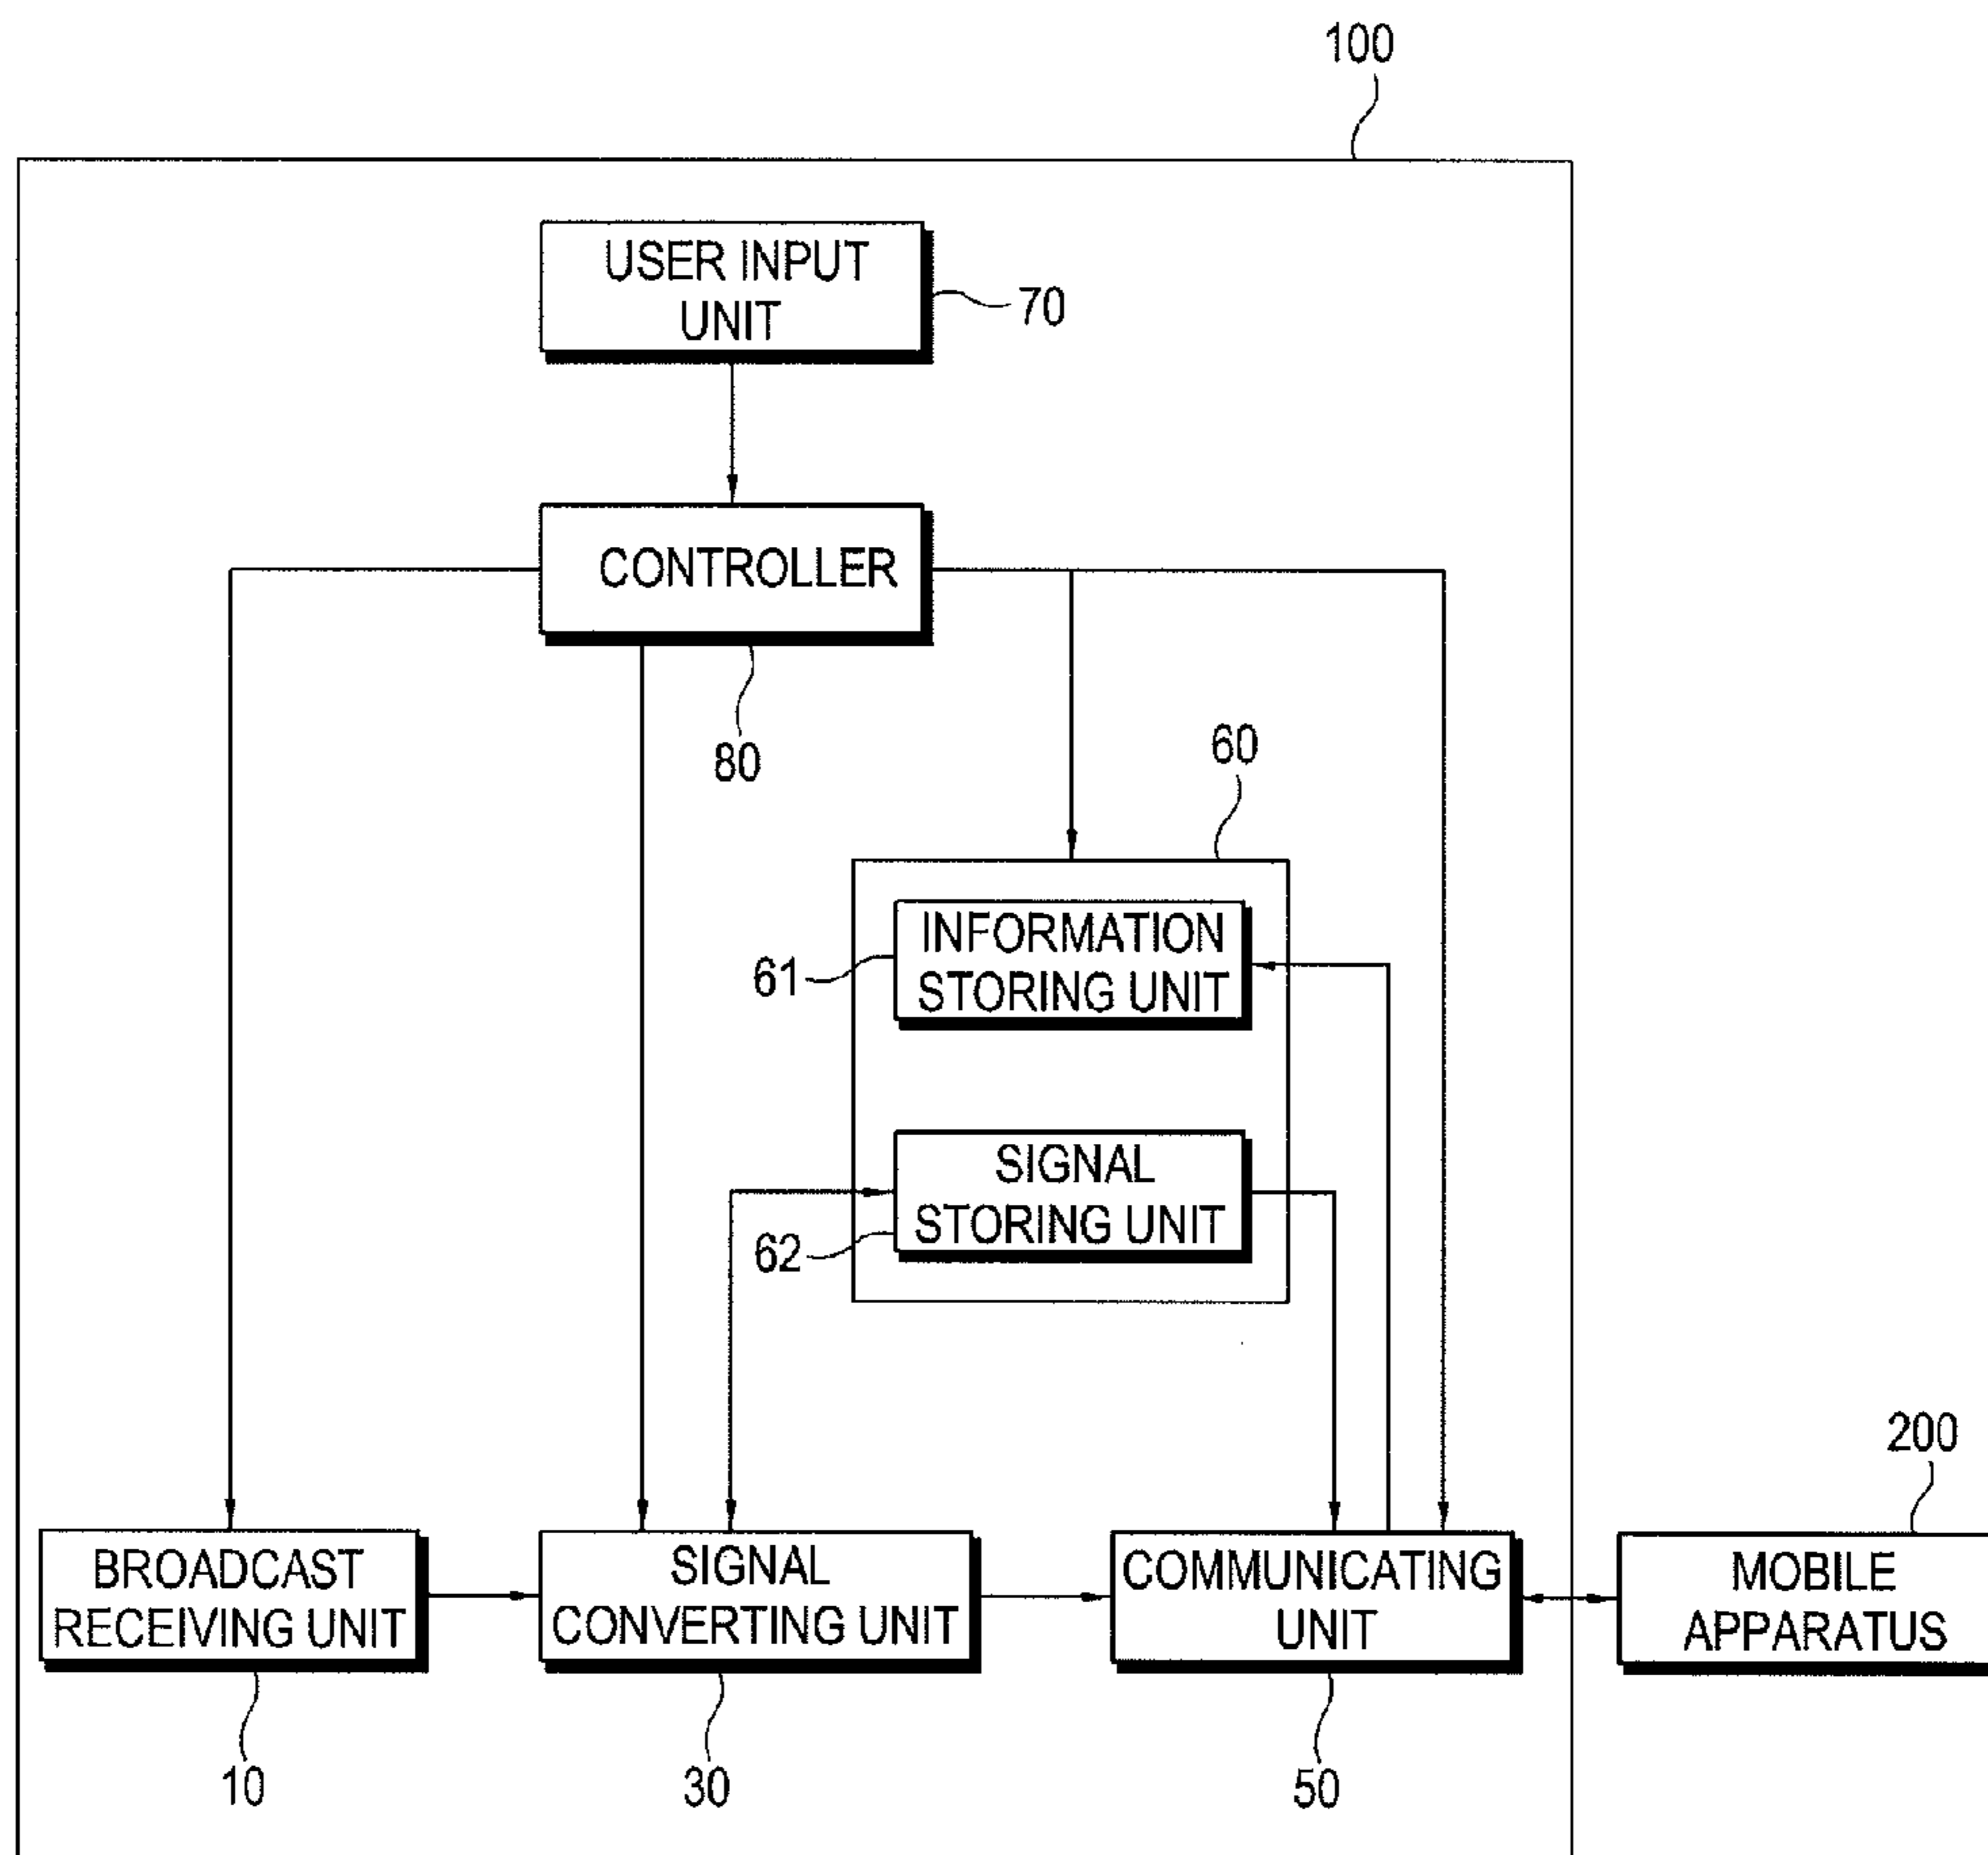 100
USER INPUT
UNIT
70
CONTROLLER
80
60
INFORMATION
STORING UNIT
61
SIGNAL
STORING UNIT
62
200
BROADCAST
RECEIVING UNIT
SIGNAL
CONVERTING UNIT
COMMUNICATING
UNIT
MOBILE
APPARATUS
10
30
50